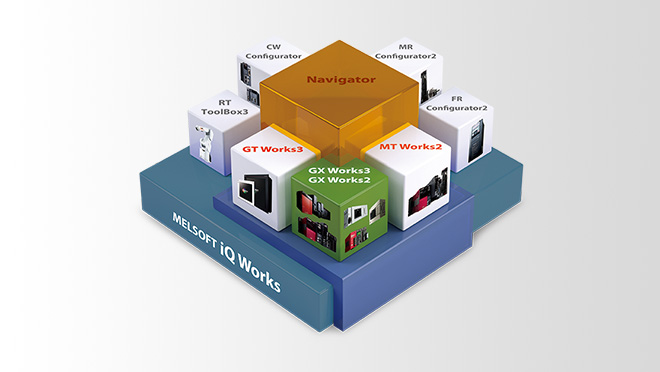 CW
Configurator
MR
Configurator2
Navigator
RT
ToolBox3
FR
Configurator2
GT Works3
MT Works2
GX Works3
GX Works2
MELSOFT iQ Works